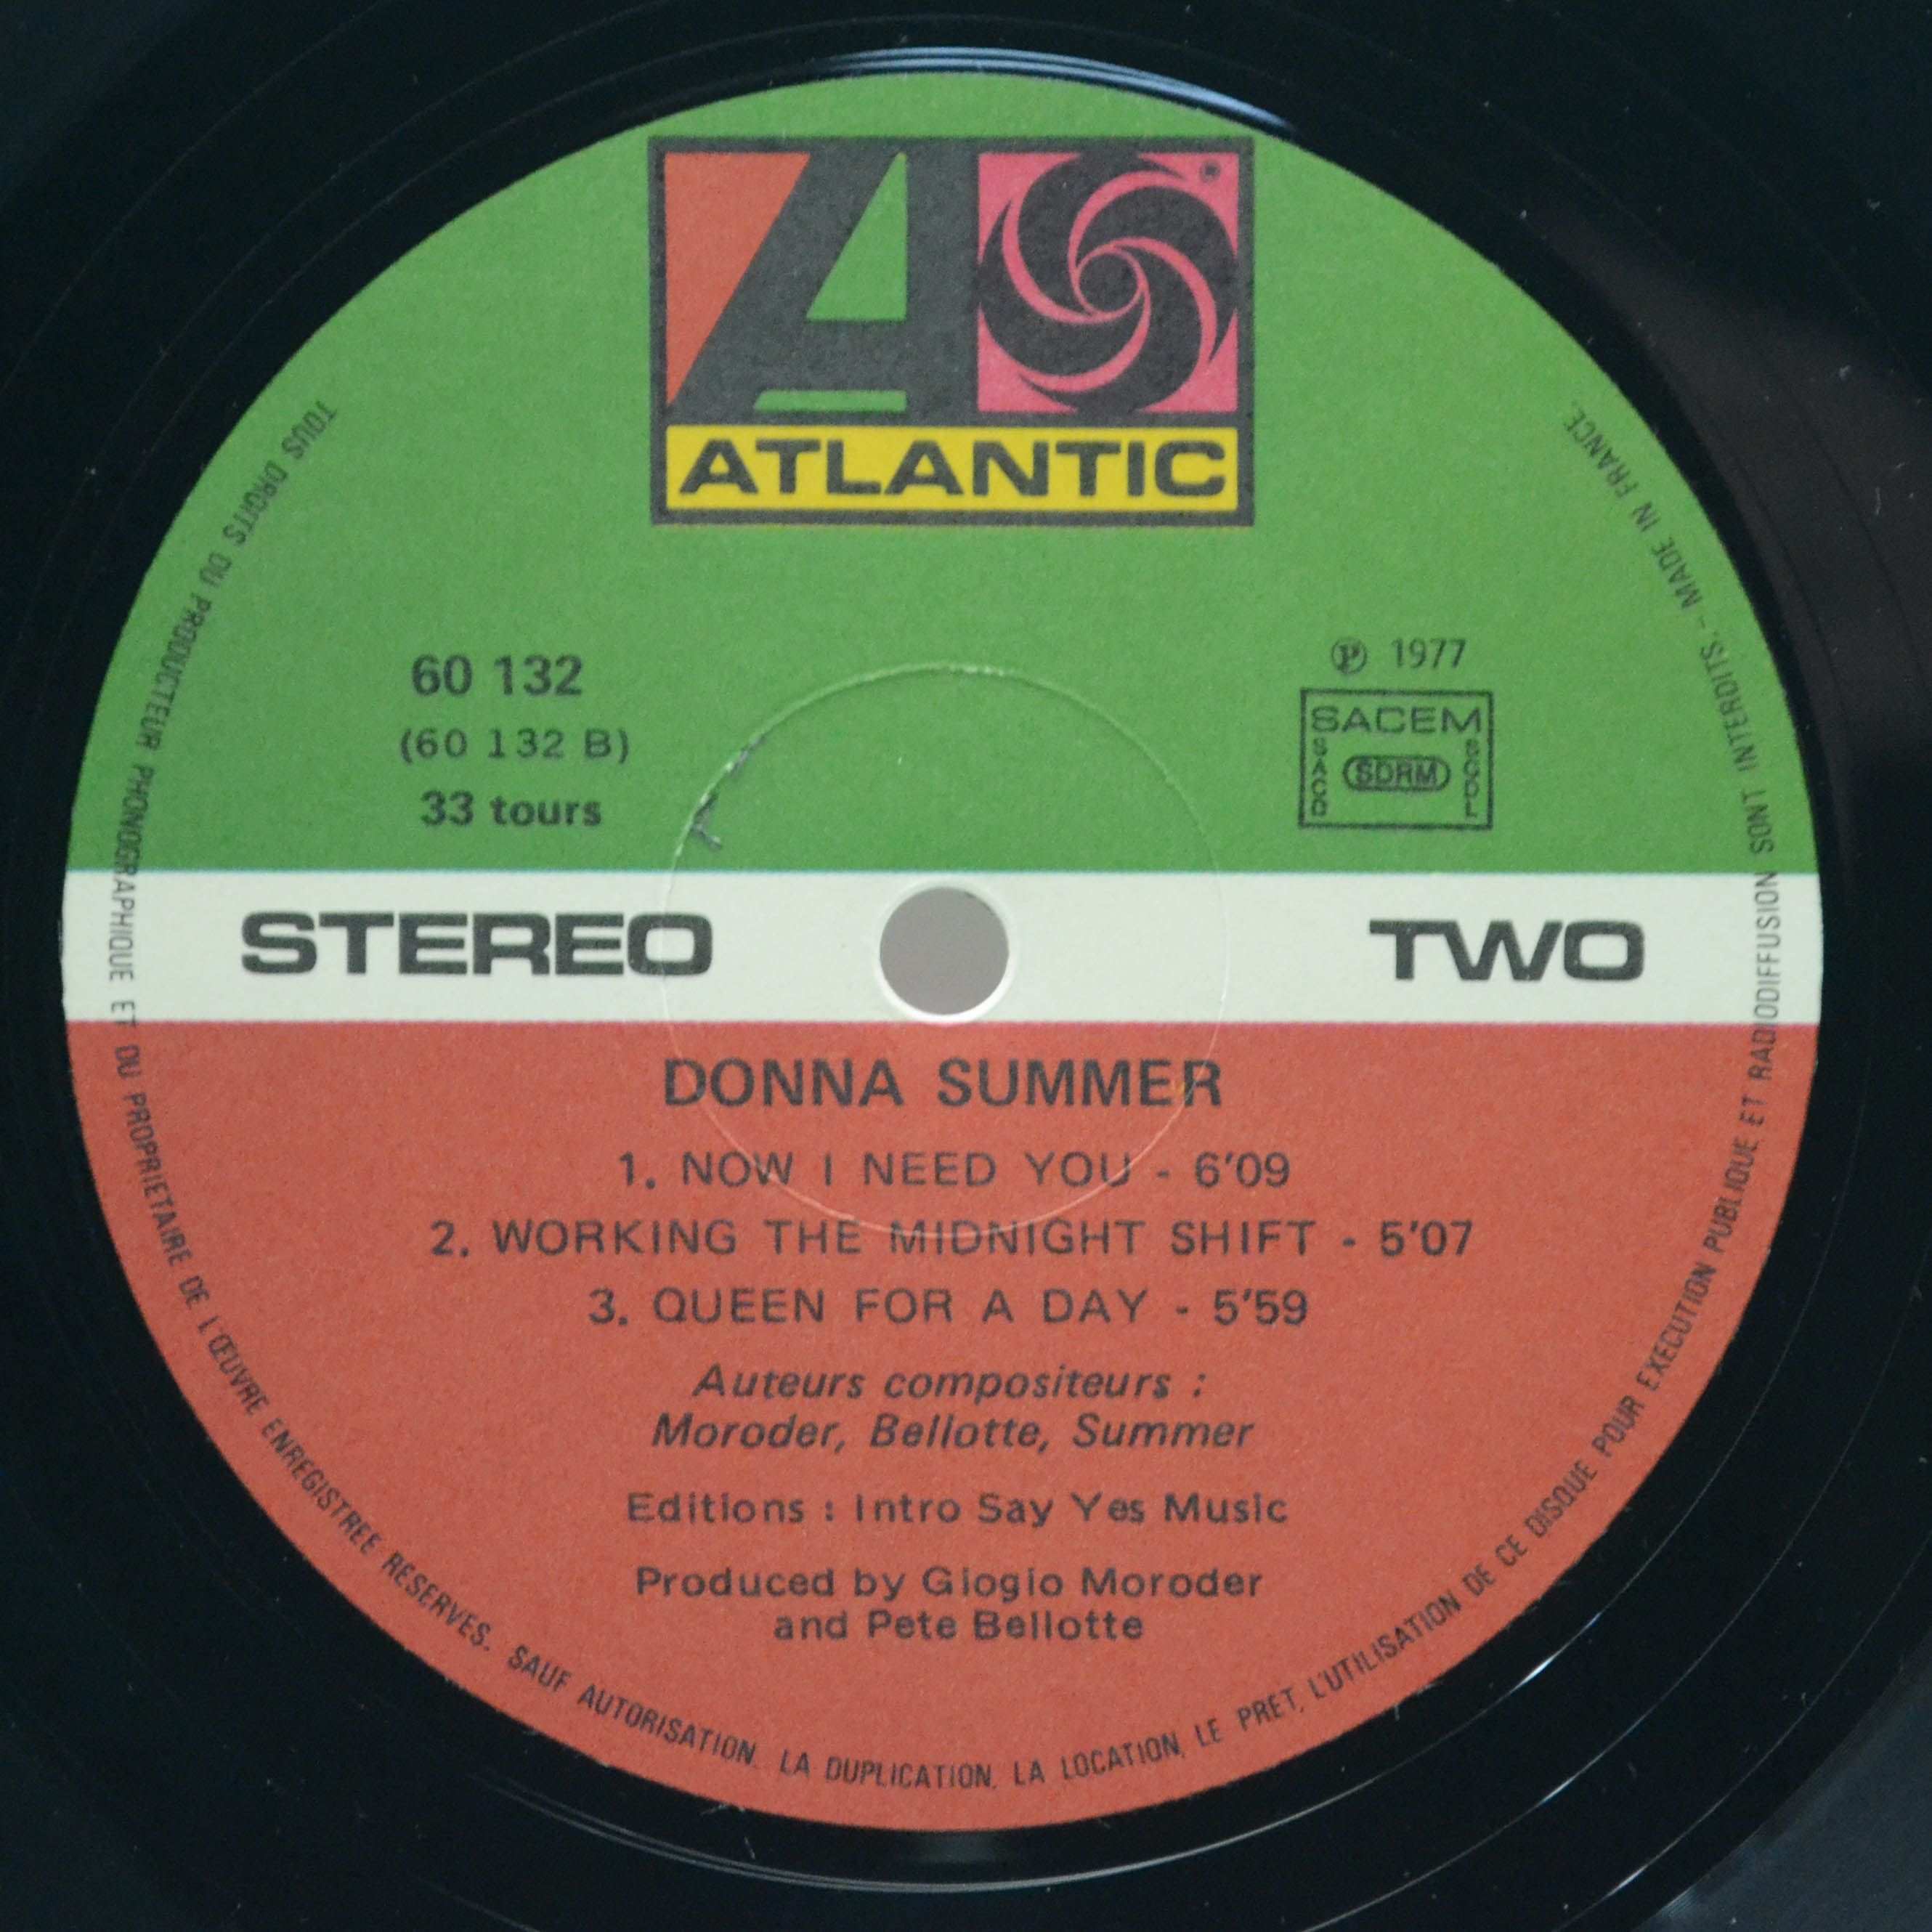 ATLANTIC
60 132
(60 132 B)
33 tours
℗ 1977
SACEM
SACD SDRM SCDL
STEREO TWO
DONNA SUMMER
1. NOW I NEED YOU - 6'09
2. WORKING THE MIDNIGHT SHIFT - 5'07
3. QUEEN FOR A DAY - 5'59
Auteurs compositeurs :
Moroder, Bellotte, Summer
Editions : Intro Say Yes Music
Produced by Giogio Moroder
and Pete Bellotte
TOUS DROITS DU PRODUCTEUR PHONOGRAPHIQUE ET DU PROPRIETAIRE DE L'ŒUVRE ENREGISTREE RESERVES. SAUF AUTORISATION, LA DUPLICATION, LA LOCATION, LE PRET, L'UTILISATION DE CE DISQUE POUR EXECUTION PUBLIQUE ET RADIODIFFUSION SONT INTERDITS. - MADE IN FRANCE.